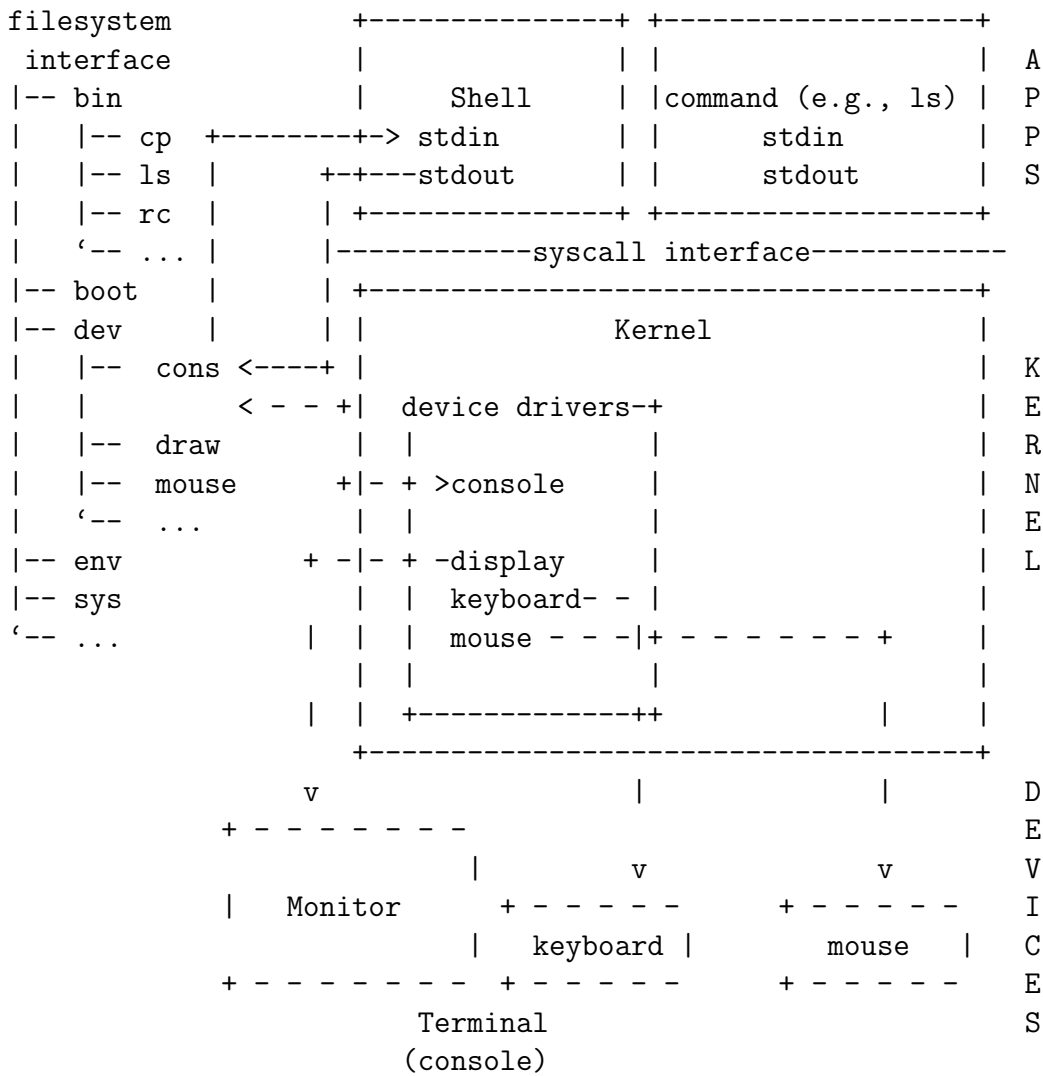 filesystem                +---------------+ +-------------------+
 interface                |               | |                   |  A
|-- bin                   |     Shell     | |command (e.g., ls) |  P
|   |-- cp  +---------+-> stdin       | |      stdin        |  P
|   |-- ls  |      +-+---stdout      | |      stdout       |  S
|   |-- rc  |      | +---------------+ +-------------------+
|   ‘-- ... |      |------------syscall interface------------
|-- boot    |      | +-------------------------------------+
|-- dev     |      | |               Kernel                |
|   |--  cons <----+ |                                     |  K
|   |         < - - +|  device drivers-+                   |  E
|   |--  draw        |  |              |                   |  R
|   |--  mouse      +|- + >console     |                   |  N
|   ‘--  ...         |  |              |                   |  E
|-- env           + -|- + -display     |                   |  L
|-- sys              |  |  keyboard- - |                   |
‘-- ...           |  |  |  mouse - - -|+ - - - - - - - +     |
                     |  |              |                   |
                  |  |  +-------------++             |     |
                     +-------------------------------------+
                  v                   |              |        D
             + - - - - - - - -                                E
                            |         v              v        V
             |   Monitor      + - - - - - -      + - - - - - -    I
                            |   keyboard |         mouse   |   C
             + - - - - - - - -  + - - - - - -      + - - - - - -    E
                         Terminal                             S
                        (console)